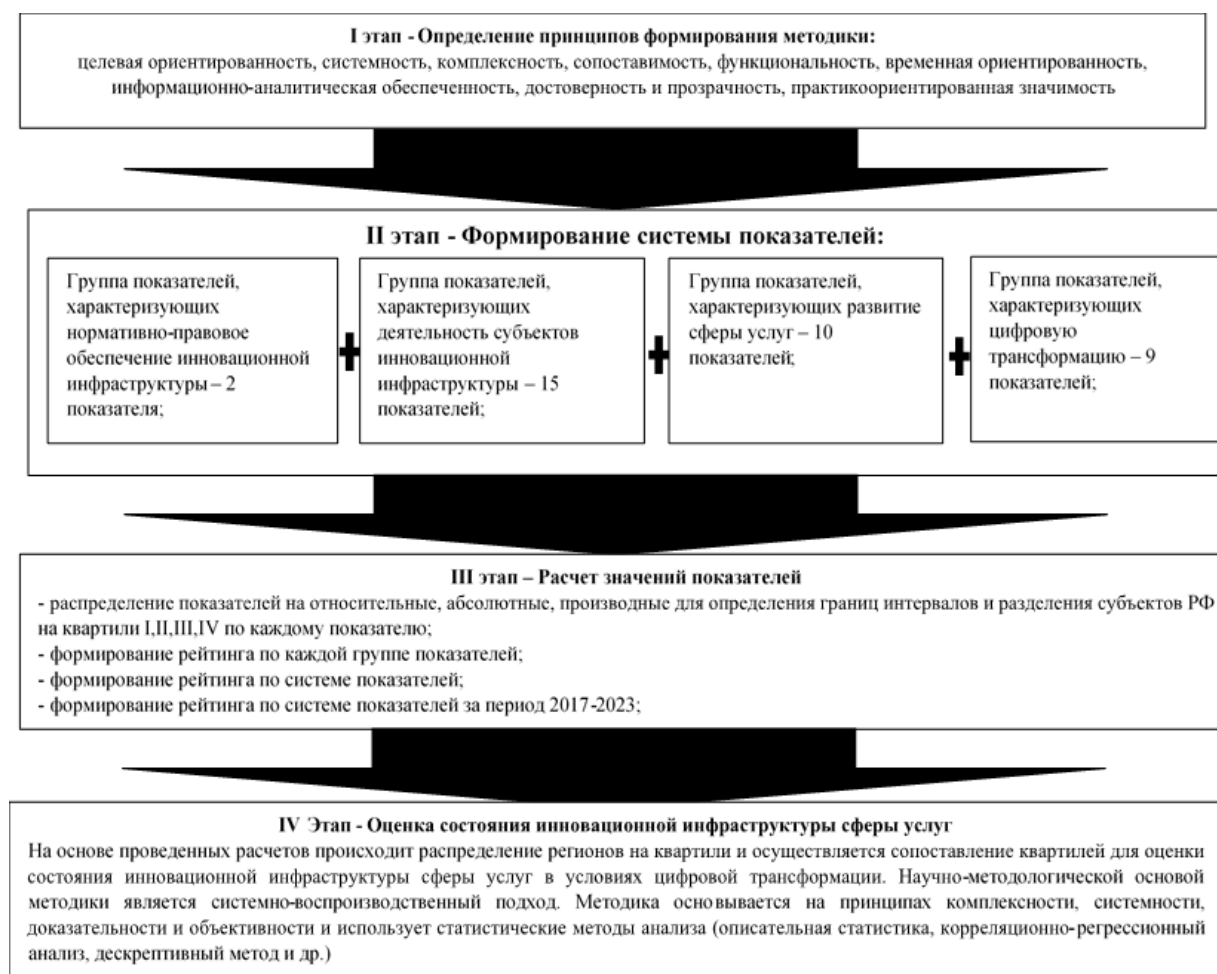 I этап - Определение принципов формирования методики:
целевая ориентированность, системность, комплексность, сопоставимость, функциональность, временная ориентированность,
информационно-аналитическая обеспеченность, достоверность и прозрачность, практикоориентированная значимость
II этап - Формирование системы показателей:
Группа показателей,
характеризующих
нормативно-правовое
обеспечение инновационной
инфраструктуры – 2
показателя;
Группа показателей,
характеризующих
деятельность субъектов
инновационной
инфраструктуры – 15
показателей;
Группа показателей,
характеризующих развитие
сферы услуг – 10
показателей;
Группа показателей,
характеризующих
цифровую
трансформацию – 9
показателей;
III этап – Расчет значений показателей
- распределение показателей на относительные, абсолютные, производные для определения границ интервалов и разделения субъектов РФ
на квартили I,II,III,IV по каждому показателю;
- формирование рейтинга по каждой группе показателей;
- формирование рейтинга по системе показателей;
- формирование рейтинга по системе показателей за период 2017-2023;
IV Этап - Оценка состояния инновационной инфраструктуры сферы услуг
На основе проведенных расчетов происходит распределение регионов на квартили и осуществляется сопоставление квартилей для оценки
состояния инновационной инфраструктуры сферы услуг в условиях цифровой трансформации. Научно-методологической основой
методики является системно-воспроизводственный подход. Методика основывается на принципах комплексности, системности,
доказательности и объективности и использует статистические методы анализа (описательная статистика, корреляционно-регрессионный
анализ, дескрептивный метод и др.)